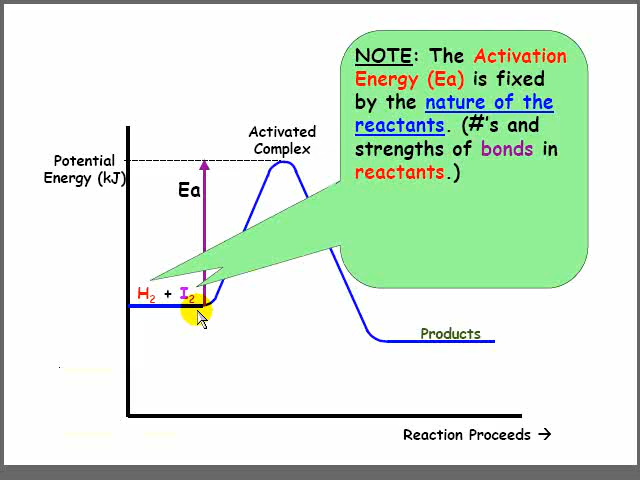 NOTE: The Activation
Energy (Ea) is fixed
by the nature of the
reactants. (#'s and
strengths of bonds in
reactants.)
Activated
Complex
Potential
Energy (kJ)
Ea
H₂ + I₂
Products
Reaction Proceeds →